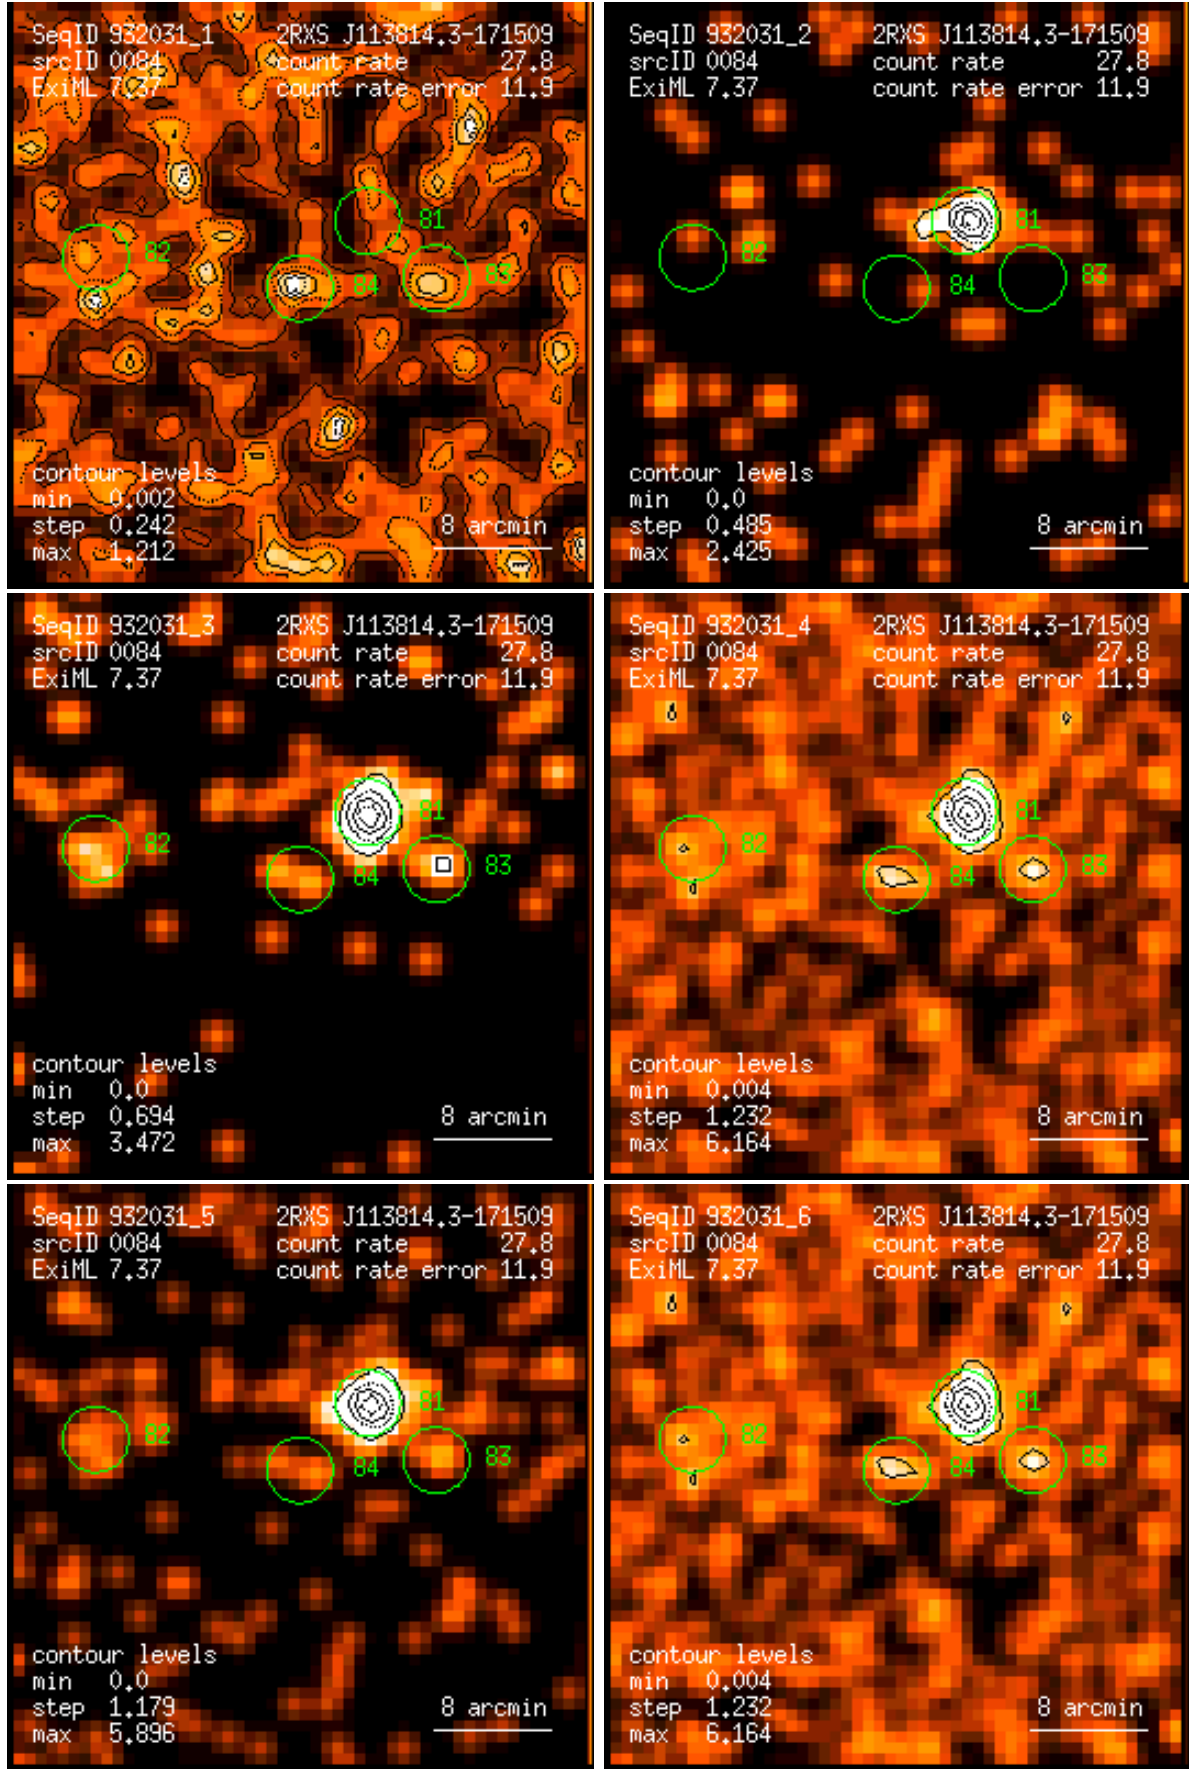 SeqID 932031_1 2RXS J113814.3-171509
srcID 0084 count rate 27.8
ExiML 7.37 count rate error 11.9
81
82
83
84
contour levels
min 0.002
step 0.242
max 1.212
8 arcmin
SeqID 932031_2 2RXS J113814.3-171509
srcID 0084 count rate 27.8
ExiML 7.37 count rate error 11.9
81
82
83
84
contour levels
min 0.0
step 0.485
max 2.425
8 arcmin
SeqID 932031_3 2RXS J113814.3-171509
srcID 0084 count rate 27.8
ExiML 7.37 count rate error 11.9
81
82
83
84
contour levels
min 0.0
step 0.694
max 3.472
8 arcmin
SeqID 932031_4 2RXS J113814.3-171509
srcID 0084 count rate 27.8
ExiML 7.37 count rate error 11.9
81
82
83
84
contour levels
min 0.004
step 1.232
max 6.164
8 arcmin
SeqID 932031_5 2RXS J113814.3-171509
srcID 0084 count rate 27.8
ExiML 7.37 count rate error 11.9
81
82
83
84
contour levels
min 0.0
step 1.179
max 5.896
8 arcmin
SeqID 932031_6 2RXS J113814.3-171509
srcID 0084 count rate 27.8
ExiML 7.37 count rate error 11.9
81
82
83
84
contour levels
min 0.004
step 1.232
max 6.164
8 arcmin